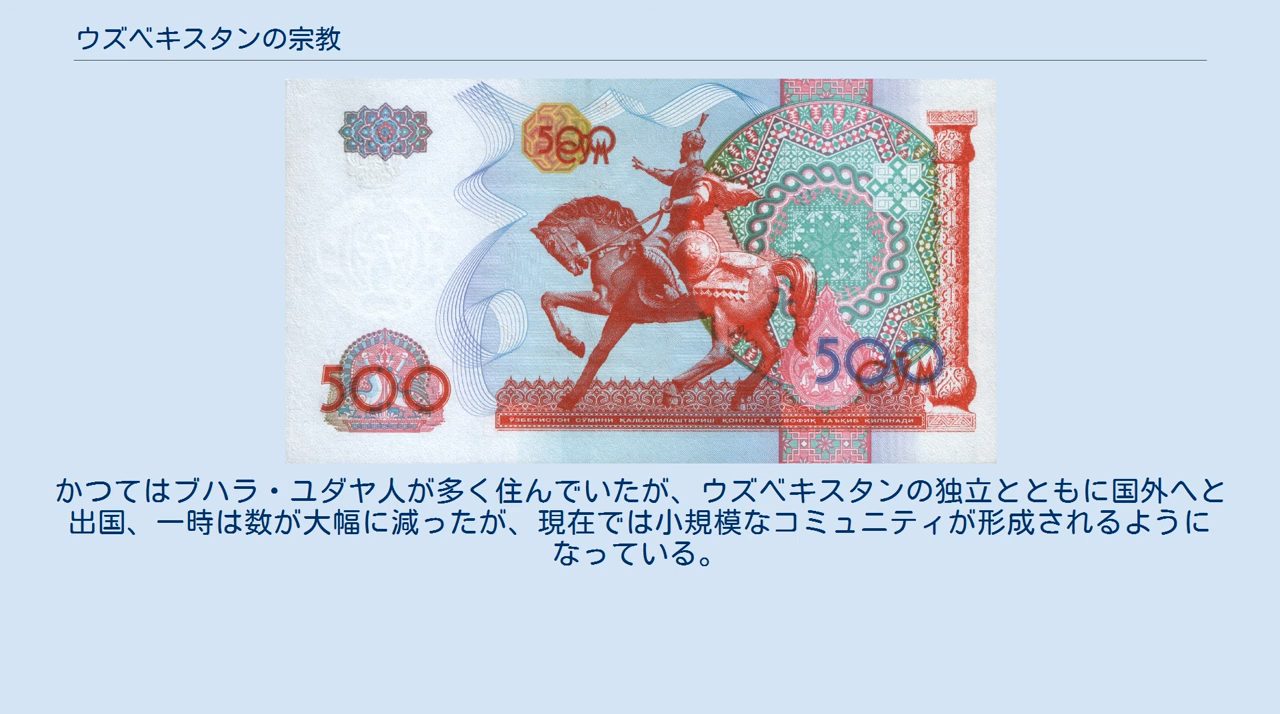 ウズベキスタンの宗教
500
СУМ
500
500
СУМ
ЎЗБЕКИСТОН СЎМИНИ ҚАЛБАКИЛАШТИРИШ ҚОНУНГА МУВОФИҚ ТАЪҚИБ ҚИЛИНАДИ
かつてはブハラ・ユダヤ人が多く住んでいたが、ウズベキスタンの独立とともに国外へと
出国、一時は数が大幅に減ったが、現在では小規模なコミュニティが形成されるように
なっている。